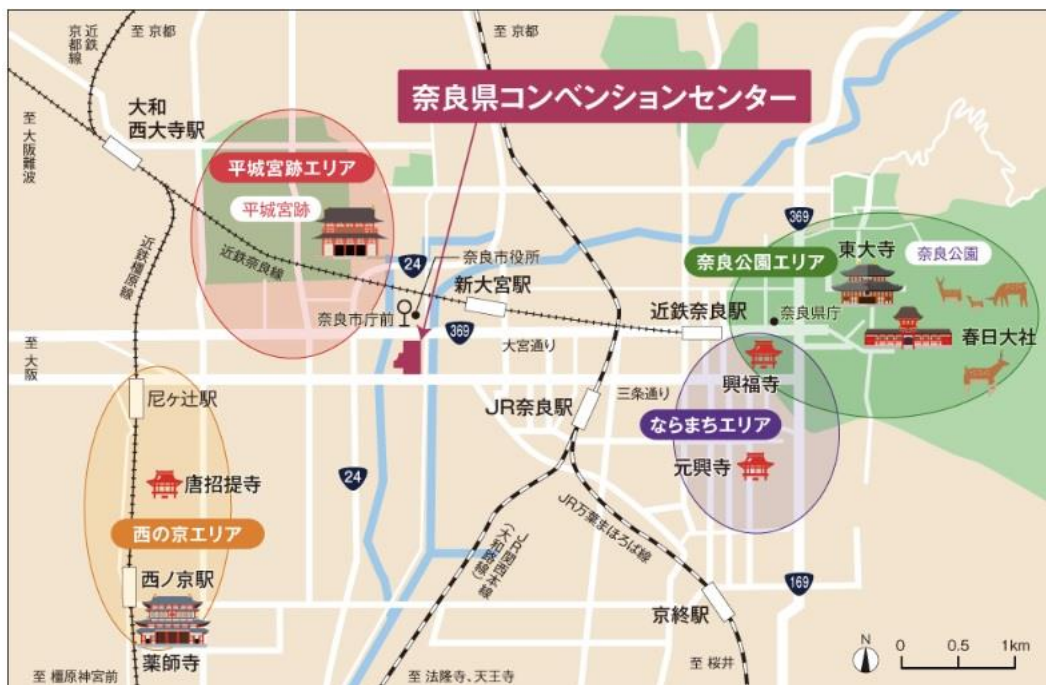 近鉄
京都線
至 京都
至 京都
奈良県コンベンションセンター
大和
西大寺駅
至 大阪難波
平城宮跡エリア
平城宮跡
369
東大寺
奈良公園エリア
奈良公園
近鉄奈良線
近鉄橿原線
24
奈良市役所
新大宮駅
近鉄奈良駅
奈良県庁
奈良市庁前
369
大宮通り
春日大社
至 大阪
興福寺
尼ヶ辻駅
三条通り
JR奈良駅
ならまちエリア
元興寺
24
唐招提寺
西の京エリア
JR万葉まほろば線
JR関西本線
(大和路線)
西ノ京駅
169
京終駅
薬師寺
N
0 0.5 1km
至 橿原神宮前
至 法隆寺、天王寺
至 桜井